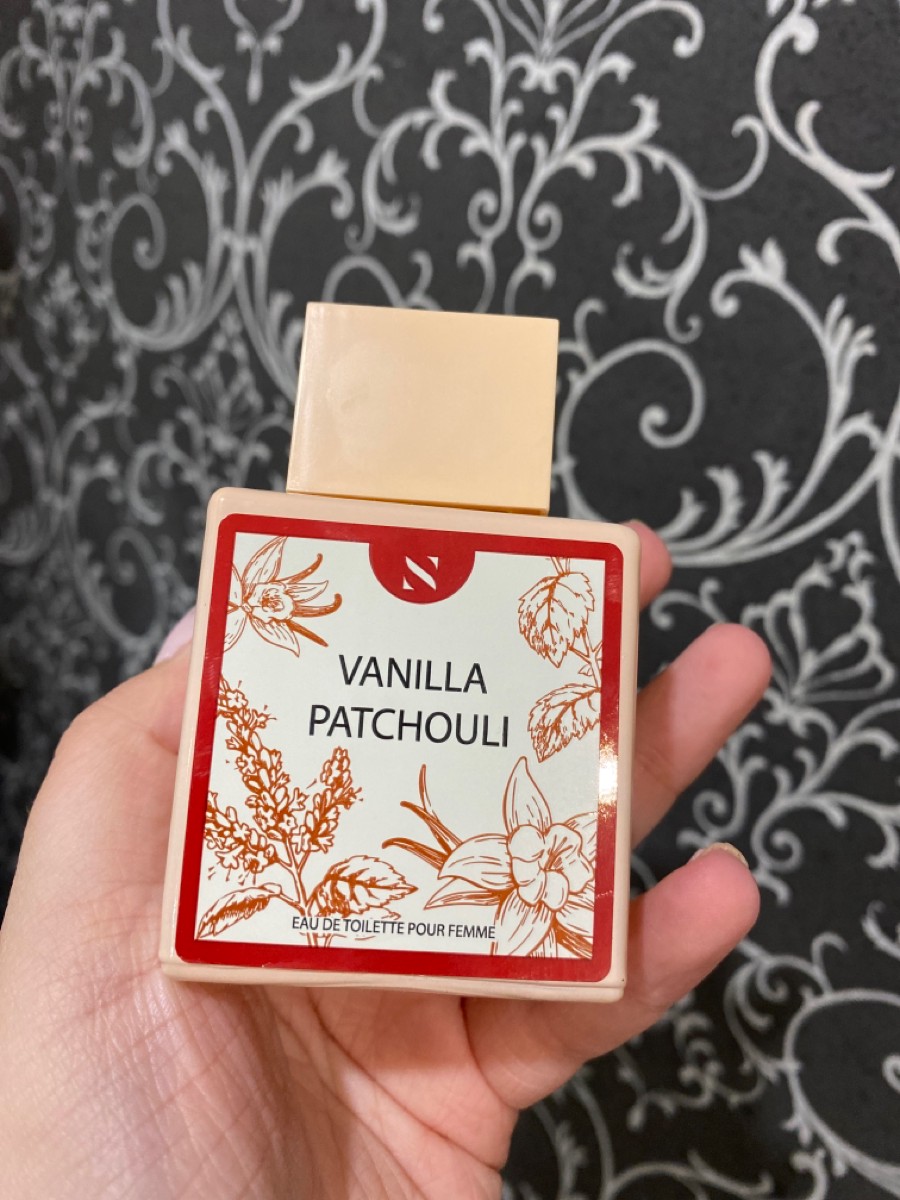 S
VANILLA
PATCHOULI
EAU DE TOILETTE POUR FEMME